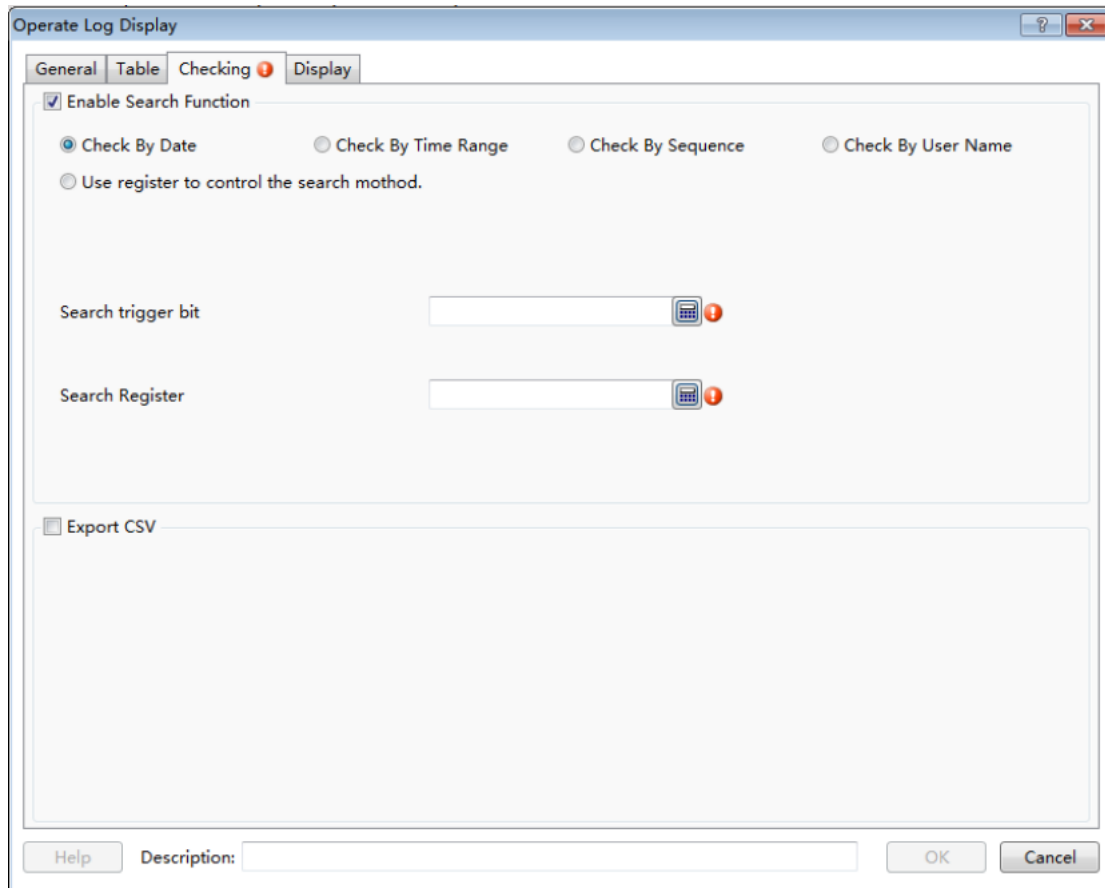 Operate Log Display
General Table Checking Display
Enable Search Function
Check By Date Check By Time Range Check By Sequence Check By User Name
Use register to control the search mothod.
Search trigger bit
Search Register
Export CSV
Help Description: OK Cancel